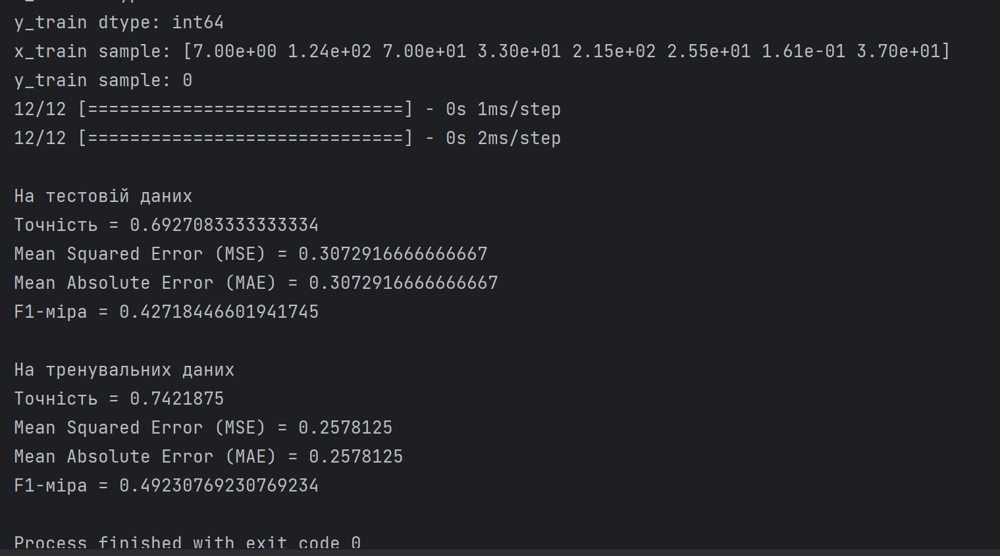 y_train dtype: int64
x_train sample: [7.00e+00 1.24e+02 7.00e+01 3.30e+01 2.15e+02 2.55e+01 1.61e-01 3.70e+01]
y_train sample: 0
12/12 [==============================] - 0s 1ms/step
12/12 [==============================] - 0s 2ms/step
На тестовій даних
Точність = 0.6927083333333334
Mean Squared Error (MSE) = 0.3072916666666667
Mean Absolute Error (MAE) = 0.3072916666666667
F1-міра = 0.42718446601941745
На тренувальних даних
Точність = 0.7421875
Mean Squared Error (MSE) = 0.2578125
Mean Absolute Error (MAE) = 0.2578125
F1-міра = 0.49230769230769234
Process finished with exit code 0